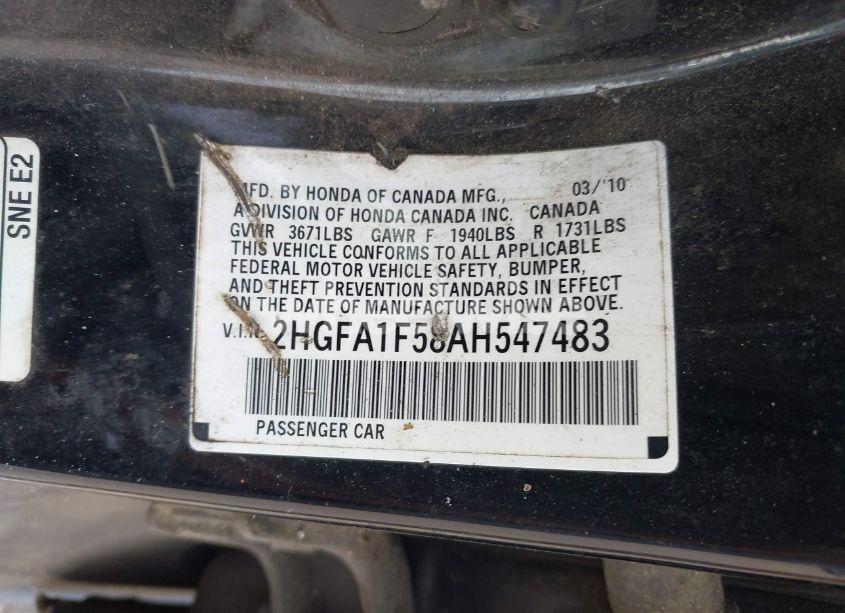 SNE E2
MFD. BY HONDA OF CANADA MFG., 03/'10
A DIVISION OF HONDA CANADA INC. CANADA
GVWR 3671LBS GAWR F 1940LBS R 1731LBS
THIS VEHICLE CONFORMS TO ALL APPLICABLE
FEDERAL MOTOR VEHICLE SAFETY, BUMPER,
AND THEFT PREVENTION STANDARDS IN EFFECT
ON THE DATE OF MANUFACTURE SHOWN ABOVE.
V.I.N. 2HGFA1F58AH547483
PASSENGER CAR